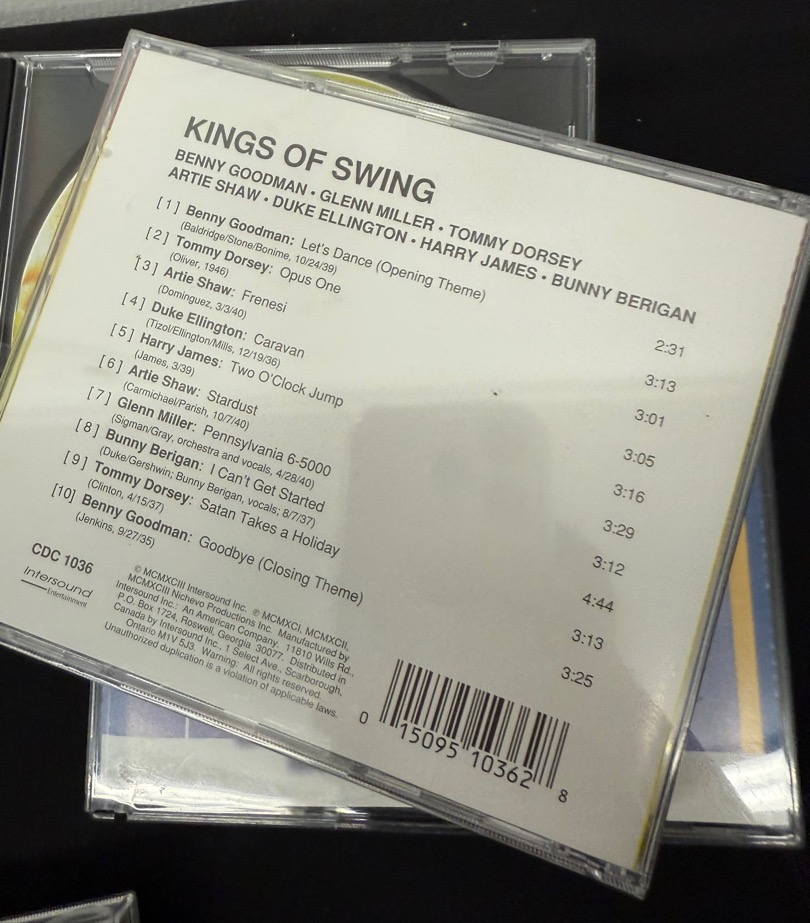 KINGS OF SWING
BENNY GOODMAN • GLENN MILLER • TOMMY DORSEY
ARTIE SHAW • DUKE ELLINGTON • HARRY JAMES • BUNNY BERIGAN
[1] Benny Goodman: Let's Dance (Opening Theme) 2:31
(Baldridge/Stone/Bonime, 10/24/39)
[2] Tommy Dorsey: Opus One 3:13
(Oliver, 1946)
[3] Artie Shaw: Frenesi 3:01
(Dominguez, 3/3/40)
[4] Duke Ellington: Caravan 3:05
(Tizol/Ellington/Mills, 12/19/36)
[5] Harry James: Two O'Clock Jump 3:16
(James, 3/39)
[6] Artie Shaw: Stardust 3:29
(Carmichael/Parish, 10/7/40)
[7] Glenn Miller: Pennsylvania 6-5000 3:12
(Sigman/Gray, orchestra and vocals, 4/28/40)
[8] Bunny Berigan: I Can't Get Started 4:44
(Duke/Gershwin; Bunny Berigan, vocals; 8/7/37)
[9] Tommy Dorsey: Satan Takes a Holiday 3:13
(Clinton, 4/15/37)
[10] Benny Goodman: Goodbye (Closing Theme) 3:25
(Jenkins, 9/27/35)
CDC 1036
intersound
Entertainment
© MCMXCIII Intersound Inc. ℗ MCMXCI, MCMXCII,
MCMXCIII Nichevo Productions Inc. Manufactured by
Intersound Inc.: An American Company. 11810 Wills Rd.,
P.O. Box 1724, Roswell, Georgia 30077. Distributed in
Canada by Intersound Inc., 1 Select Ave., Scarborough,
Ontario M1V 5J3. Warning: All rights reserved.
Unauthorized duplication is a violation of applicable laws.
0 15095 10362 8